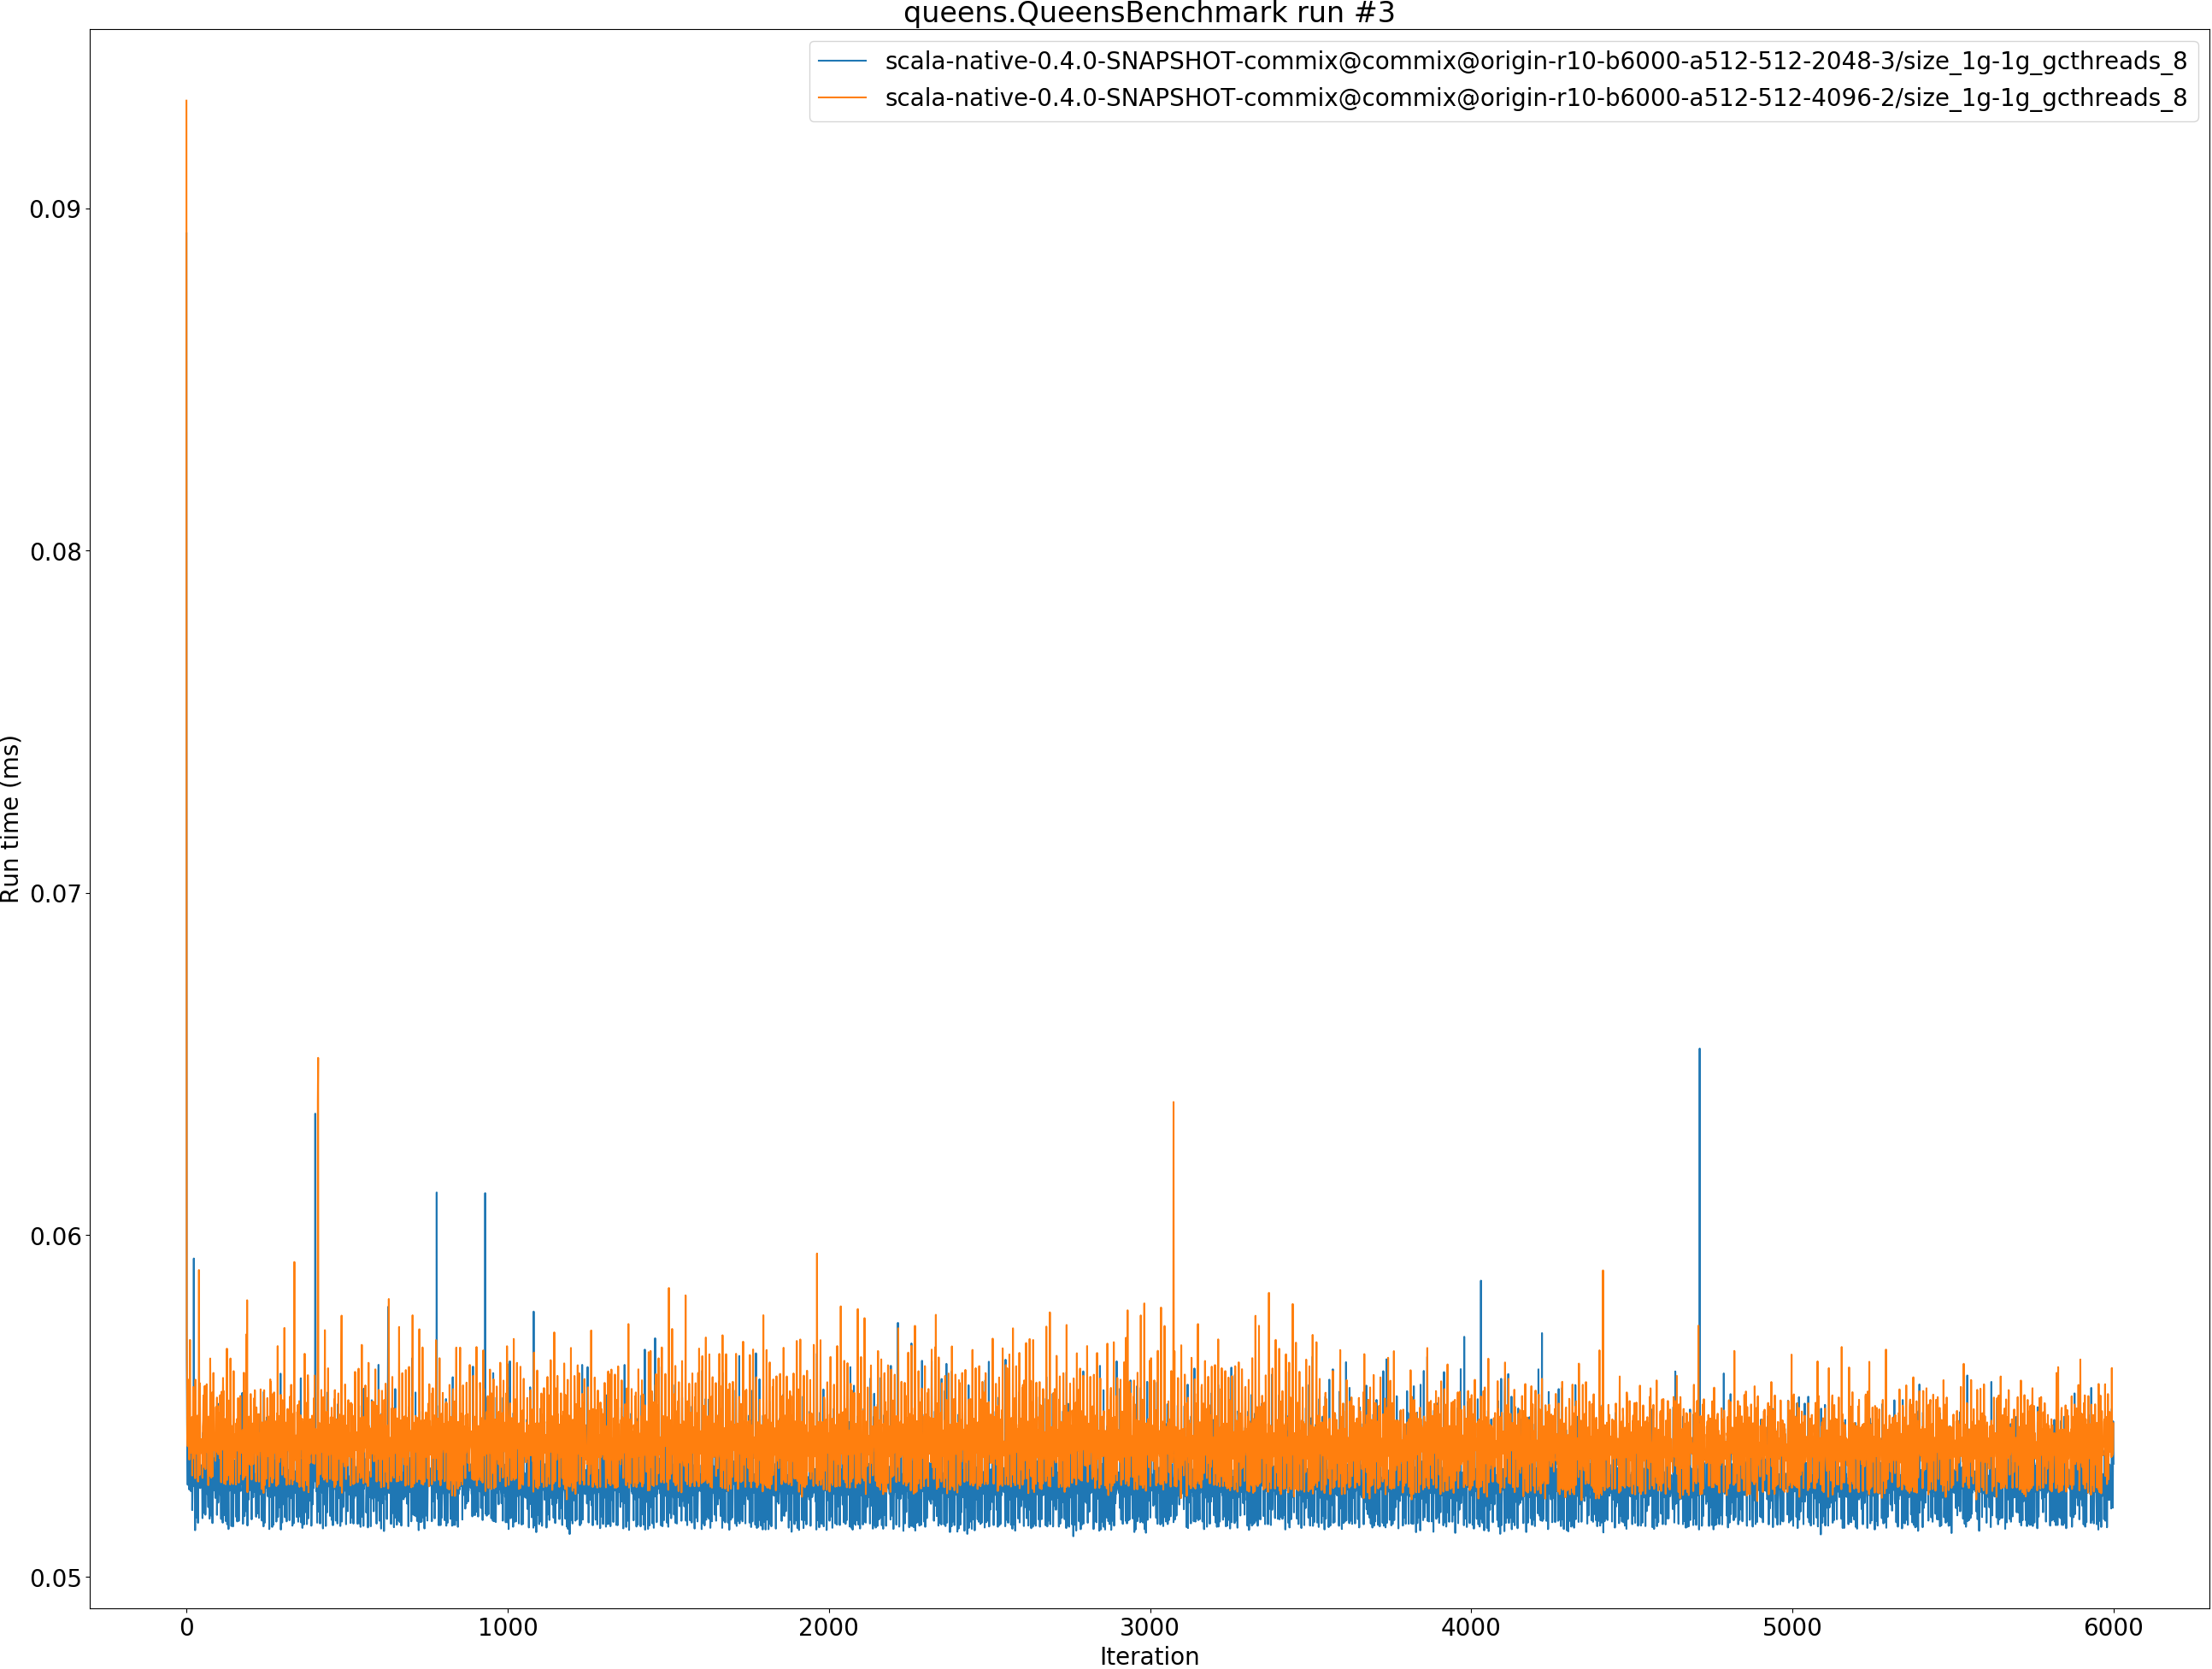 queens.QueensBenchmark run #3
scala-native-0.4.0-SNAPSHOT-commix@commix@origin-r10-b6000-a512-512-2048-3/size_1g-1g_gcthreads_8
scala-native-0.4.0-SNAPSHOT-commix@commix@origin-r10-b6000-a512-512-4096-2/size_1g-1g_gcthreads_8
Run time (ms)
0.09
0.08
0.07
0.06
0.05
0 1000 2000 3000 4000 5000 6000
Iteration